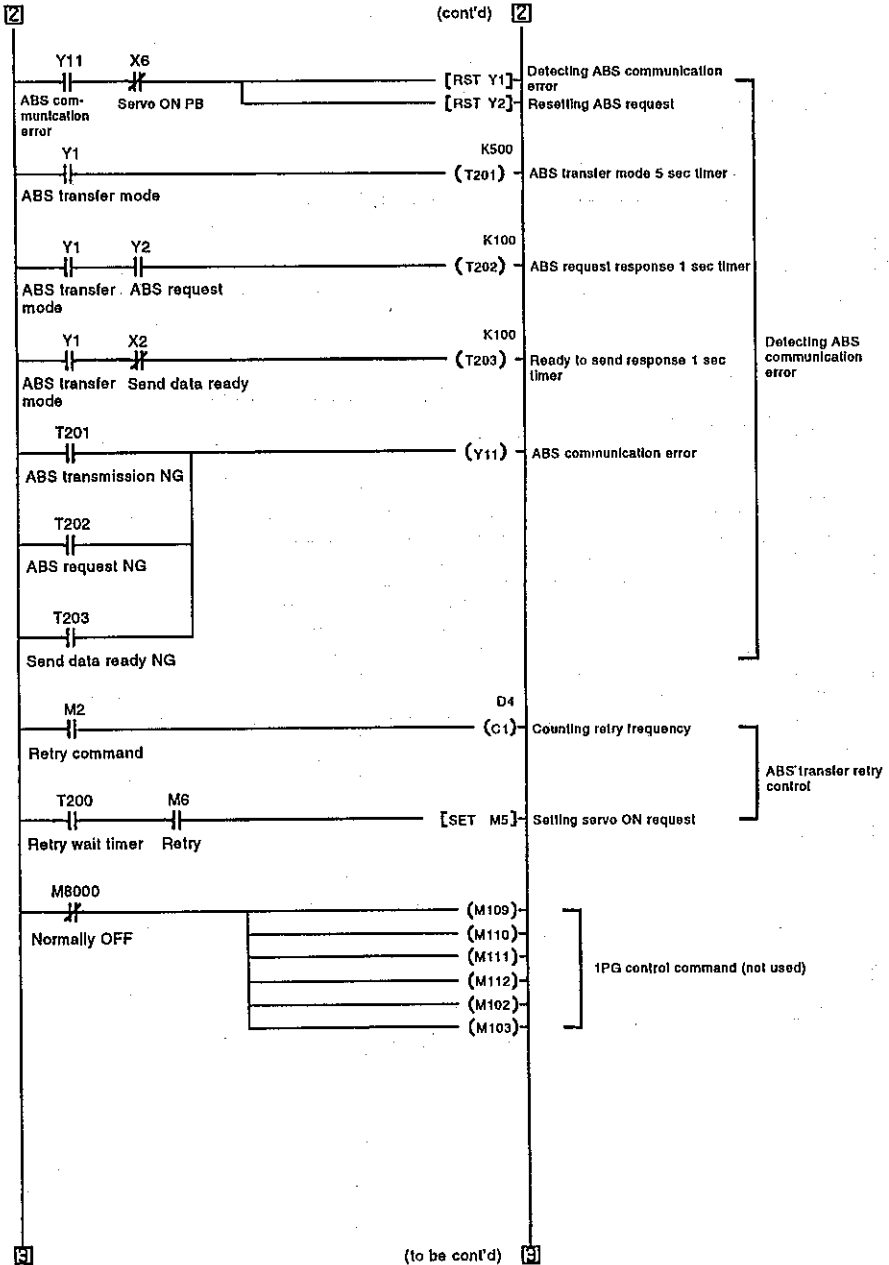 [2] (cont'd) [2]
Y11 X6
[RST Y1] Detecting ABS communication error
ABS com-
munication
error
Servo ON PB
[RST Y2] Resetting ABS request
Y1
K500
(T201) ABS transfer mode 5 sec timer
ABS transfer mode
Y1 Y2
K100
(T202) ABS request response 1 sec timer
ABS transfer
mode
ABS request
Y1 X2
K100
(T203) Ready to send response 1 sec
timer
ABS transfer
mode
Send data ready
Detecting ABS
communication
error
T201
(Y11) ABS communication error
ABS transmission NG
T202
ABS request NG
T203
Send data ready NG
M2
D4
(C1) Counting retry frequency
Retry command
ABS transfer retry
control
T200 M6
[SET M5] Setting servo ON request
Retry wait timer Retry
M8000
(M109)
Normally OFF
(M110)
(M111)
(M112)
(M102)
(M103)
1PG control command (not used)
[3] (to be cont'd) [3]